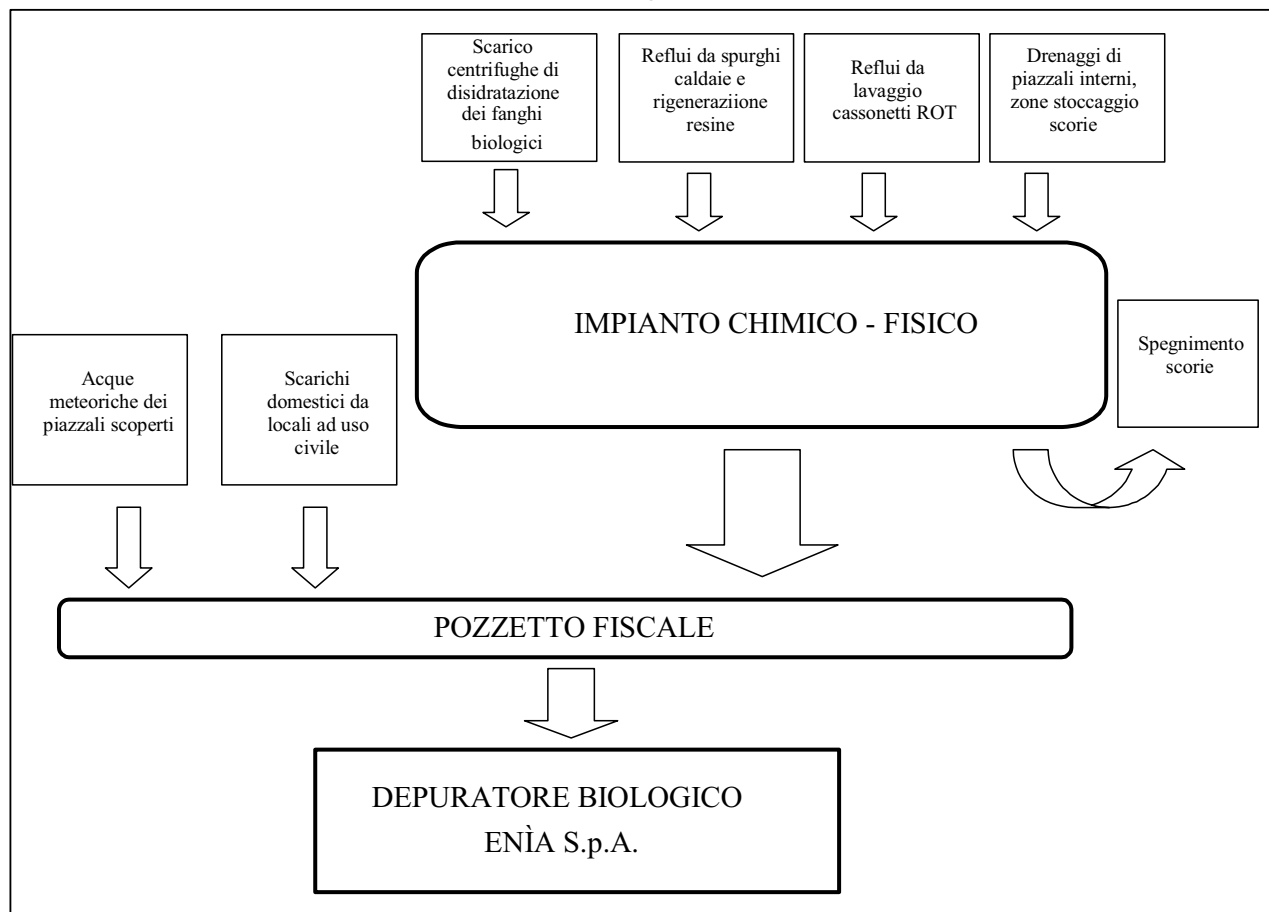 Scarico
centrifughe di
disidratazione
dei fanghi
biologici
Reflui da spurghi
caldaie e
rigeneraziione
resine
Reflui da
lavaggio
cassonetti ROT
Drenaggi di
piazzali interni,
zone stoccaggio
scorie
IMPIANTO CHIMICO - FISICO
Spegnimento
scorie
Acque
meteoriche dei
piazzali scoperti
Scarichi
domestici da
locali ad uso
civile
POZZETTO FISCALE
DEPURATORE BIOLOGICO
ENÌA S.p.A.